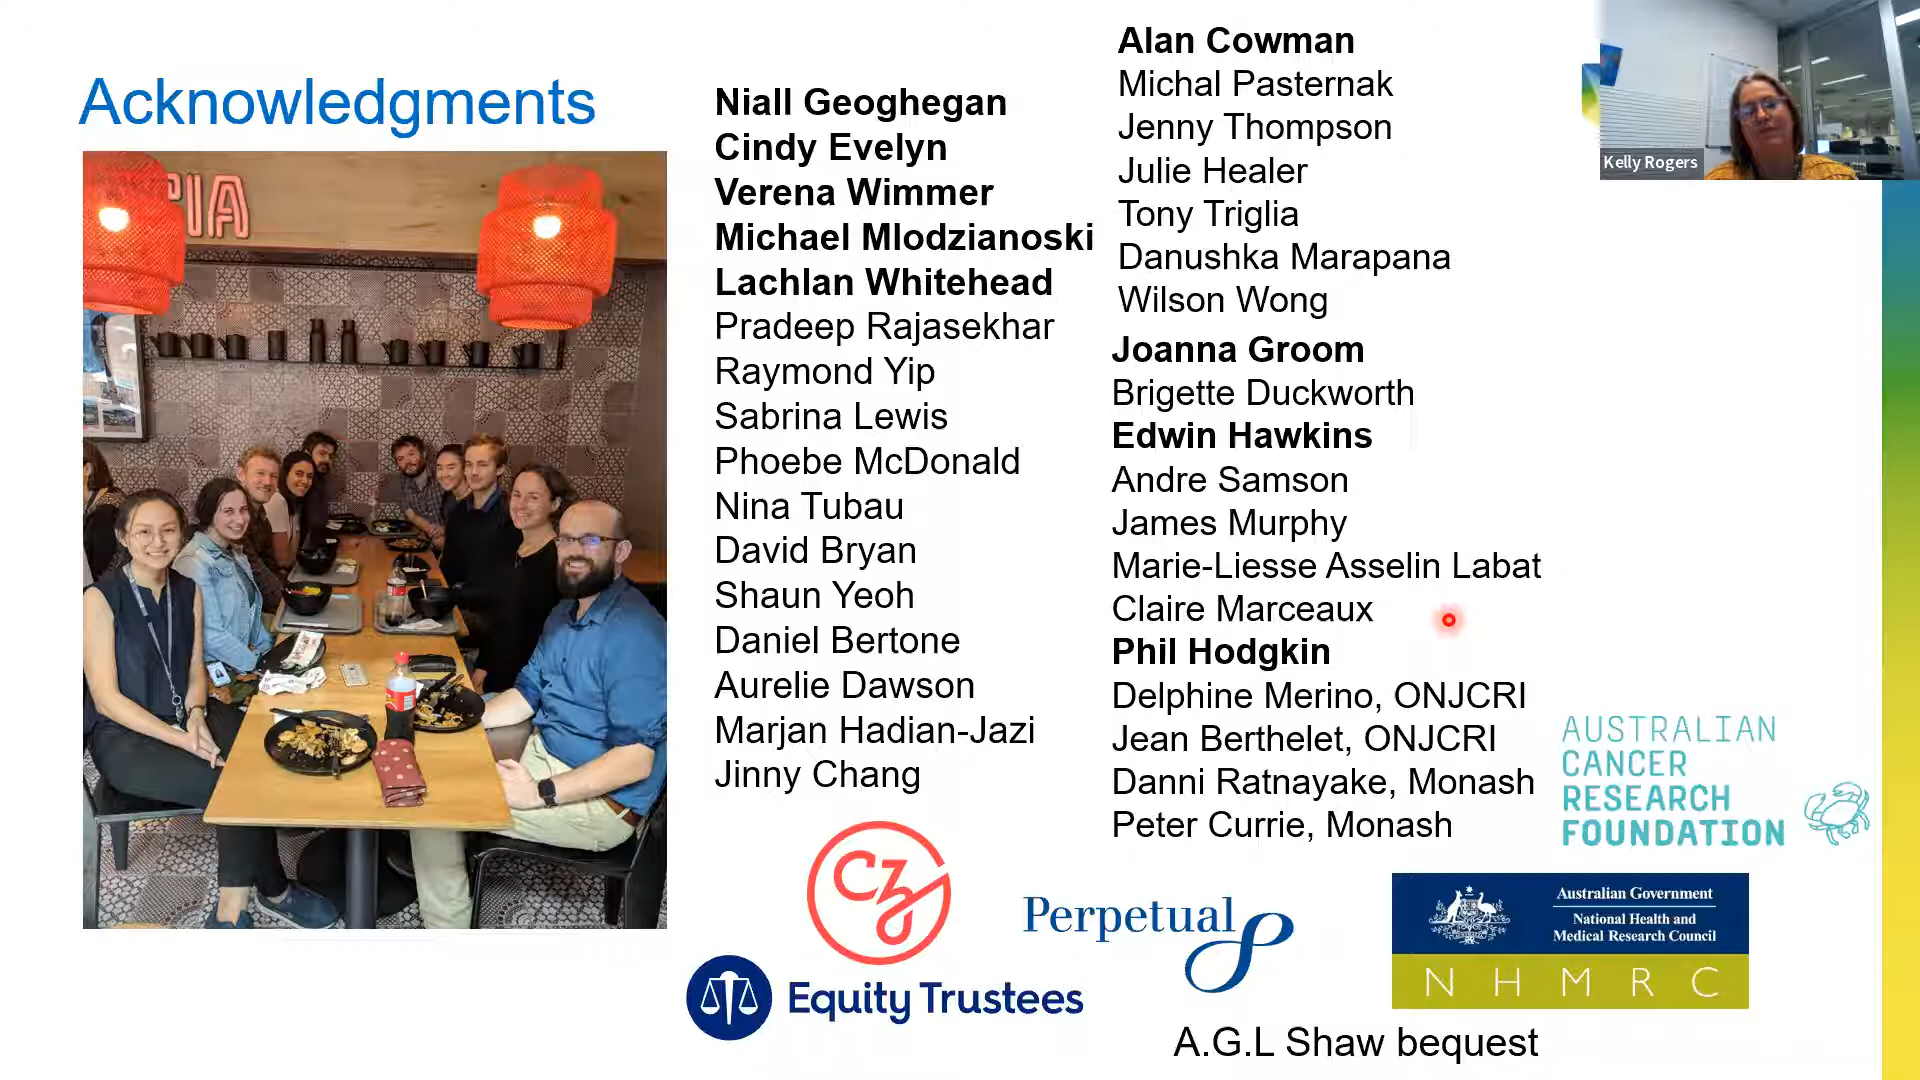 Acknowledgments
PIA
Niall Geoghegan
Cindy Evelyn
Verena Wimmer
Michael Mlodzianoski
Lachlan Whitehead
Pradeep Rajasekhar
Raymond Yip
Sabrina Lewis
Phoebe McDonald
Nina Tubau
David Bryan
Shaun Yeoh
Daniel Bertone
Aurelie Dawson
Marjan Hadian-Jazi
Jinny Chang
Alan Cowman
Michal Pasternak
Jenny Thompson
Julie Healer
Tony Triglia
Danushka Marapana
Wilson Wong
Joanna Groom
Brigette Duckworth
Edwin Hawkins
Andre Samson
James Murphy
Marie-Liesse Asselin Labat
Claire Marceaux
Phil Hodgkin
Delphine Merino, ONJCRI
Jean Berthelet, ONJCRI
Danni Ratnayake, Monash
Peter Currie, Monash
Kelly Rogers
AUSTRALIAN
CANCER
RESEARCH
FOUNDATION
CZ
Perpetual
Equity Trustees
Australian Government
National Health and
Medical Research Council
NHMRC
A.G.L Shaw bequest